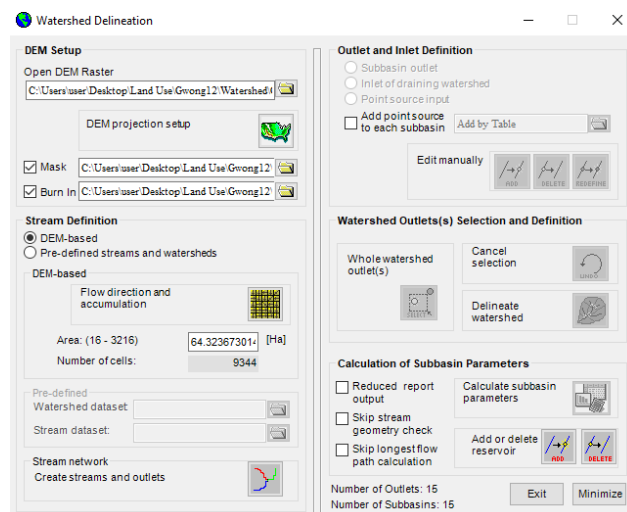 Watershed Delineation
DEM Setup
Open DEM Raster
C:\Users\user\Desktop\Land Use\Gwong12\Watershed\
DEM projection setup
Mask
C:\Users\user\Desktop\Land Use\Gwong12'
Burn In
C:\Users\user\Desktop\Land Use\Gwong12'
Stream Definition
DEM-based
Pre-defined streams and watersheds
DEM-based
Flow direction and
accumulation
Area: (16 - 3216)
64.323673014
[Ha]
Number of cells:
9344
Pre-defined
Watershed dataset
Stream dataset:
Stream network
Create streams and outlets
Outlet and Inlet Definition
Subbasin outlet
Inlet of draining watershed
Point source input
Add point source
to each subbasin
Add by Table
Edit manually
ADD
DELETE
REDEFINE
Watershed Outlets(s) Selection and Definition
Whole watershed
outlet(s)
SELECT
Cancel
selection
UNDO
Delineate
watershed
Calculation of Subbasin Parameters
Reduced report
output
Skip stream
geometry check
Skip longest flow
path calculation
Calculate subbasin
parameters
Add or delete
reservoir
ADD
DELETE
Number of Outlets: 15
Number of Subbasins: 15
Exit
Minimize